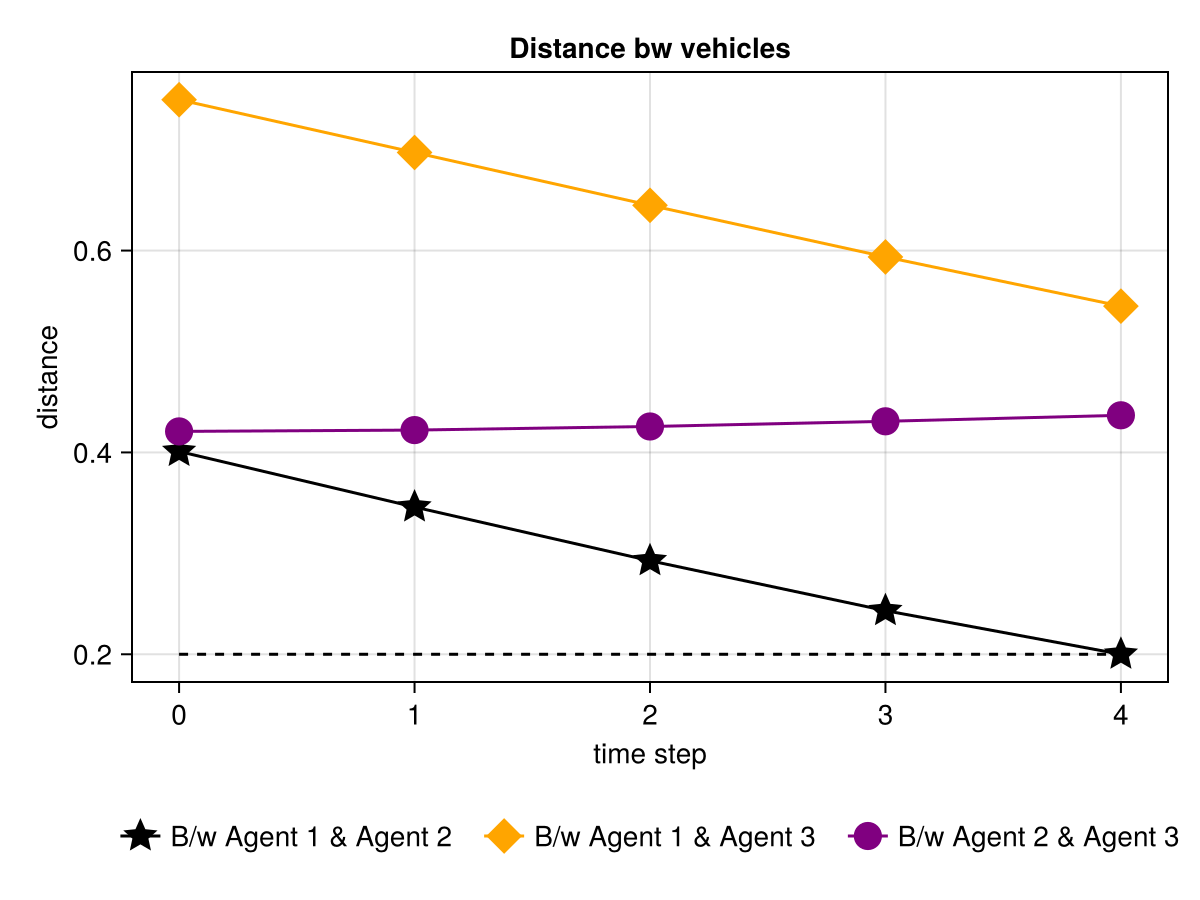 Distance bw vehicles
distance
0.6
0.4
0.2
0 1 2 3 4
time step
B/w Agent 1 & Agent 2 B/w Agent 1 & Agent 3 B/w Agent 2 & Agent 3